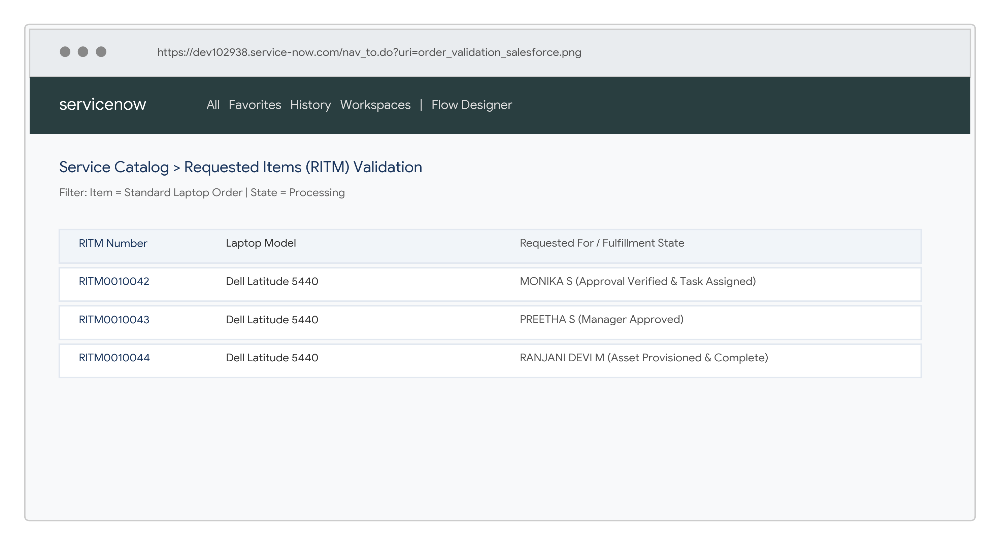 https://dev102938.service-now.com/nav_to.do?uri=order_validation_salesforce.png
servicenow All Favorites History Workspaces | Flow Designer
Service Catalog > Requested Items (RITM) Validation
Filter: Item = Standard Laptop Order | State = Processing
RITM Number Laptop Model Requested For / Fulfillment State
RITM0010042 Dell Latitude 5440 MONIKA S (Approval Verified & Task Assigned)
RITM0010043 Dell Latitude 5440 PREETHA S (Manager Approved)
RITM0010044 Dell Latitude 5440 RANJANI DEVI M (Asset Provisioned & Complete)